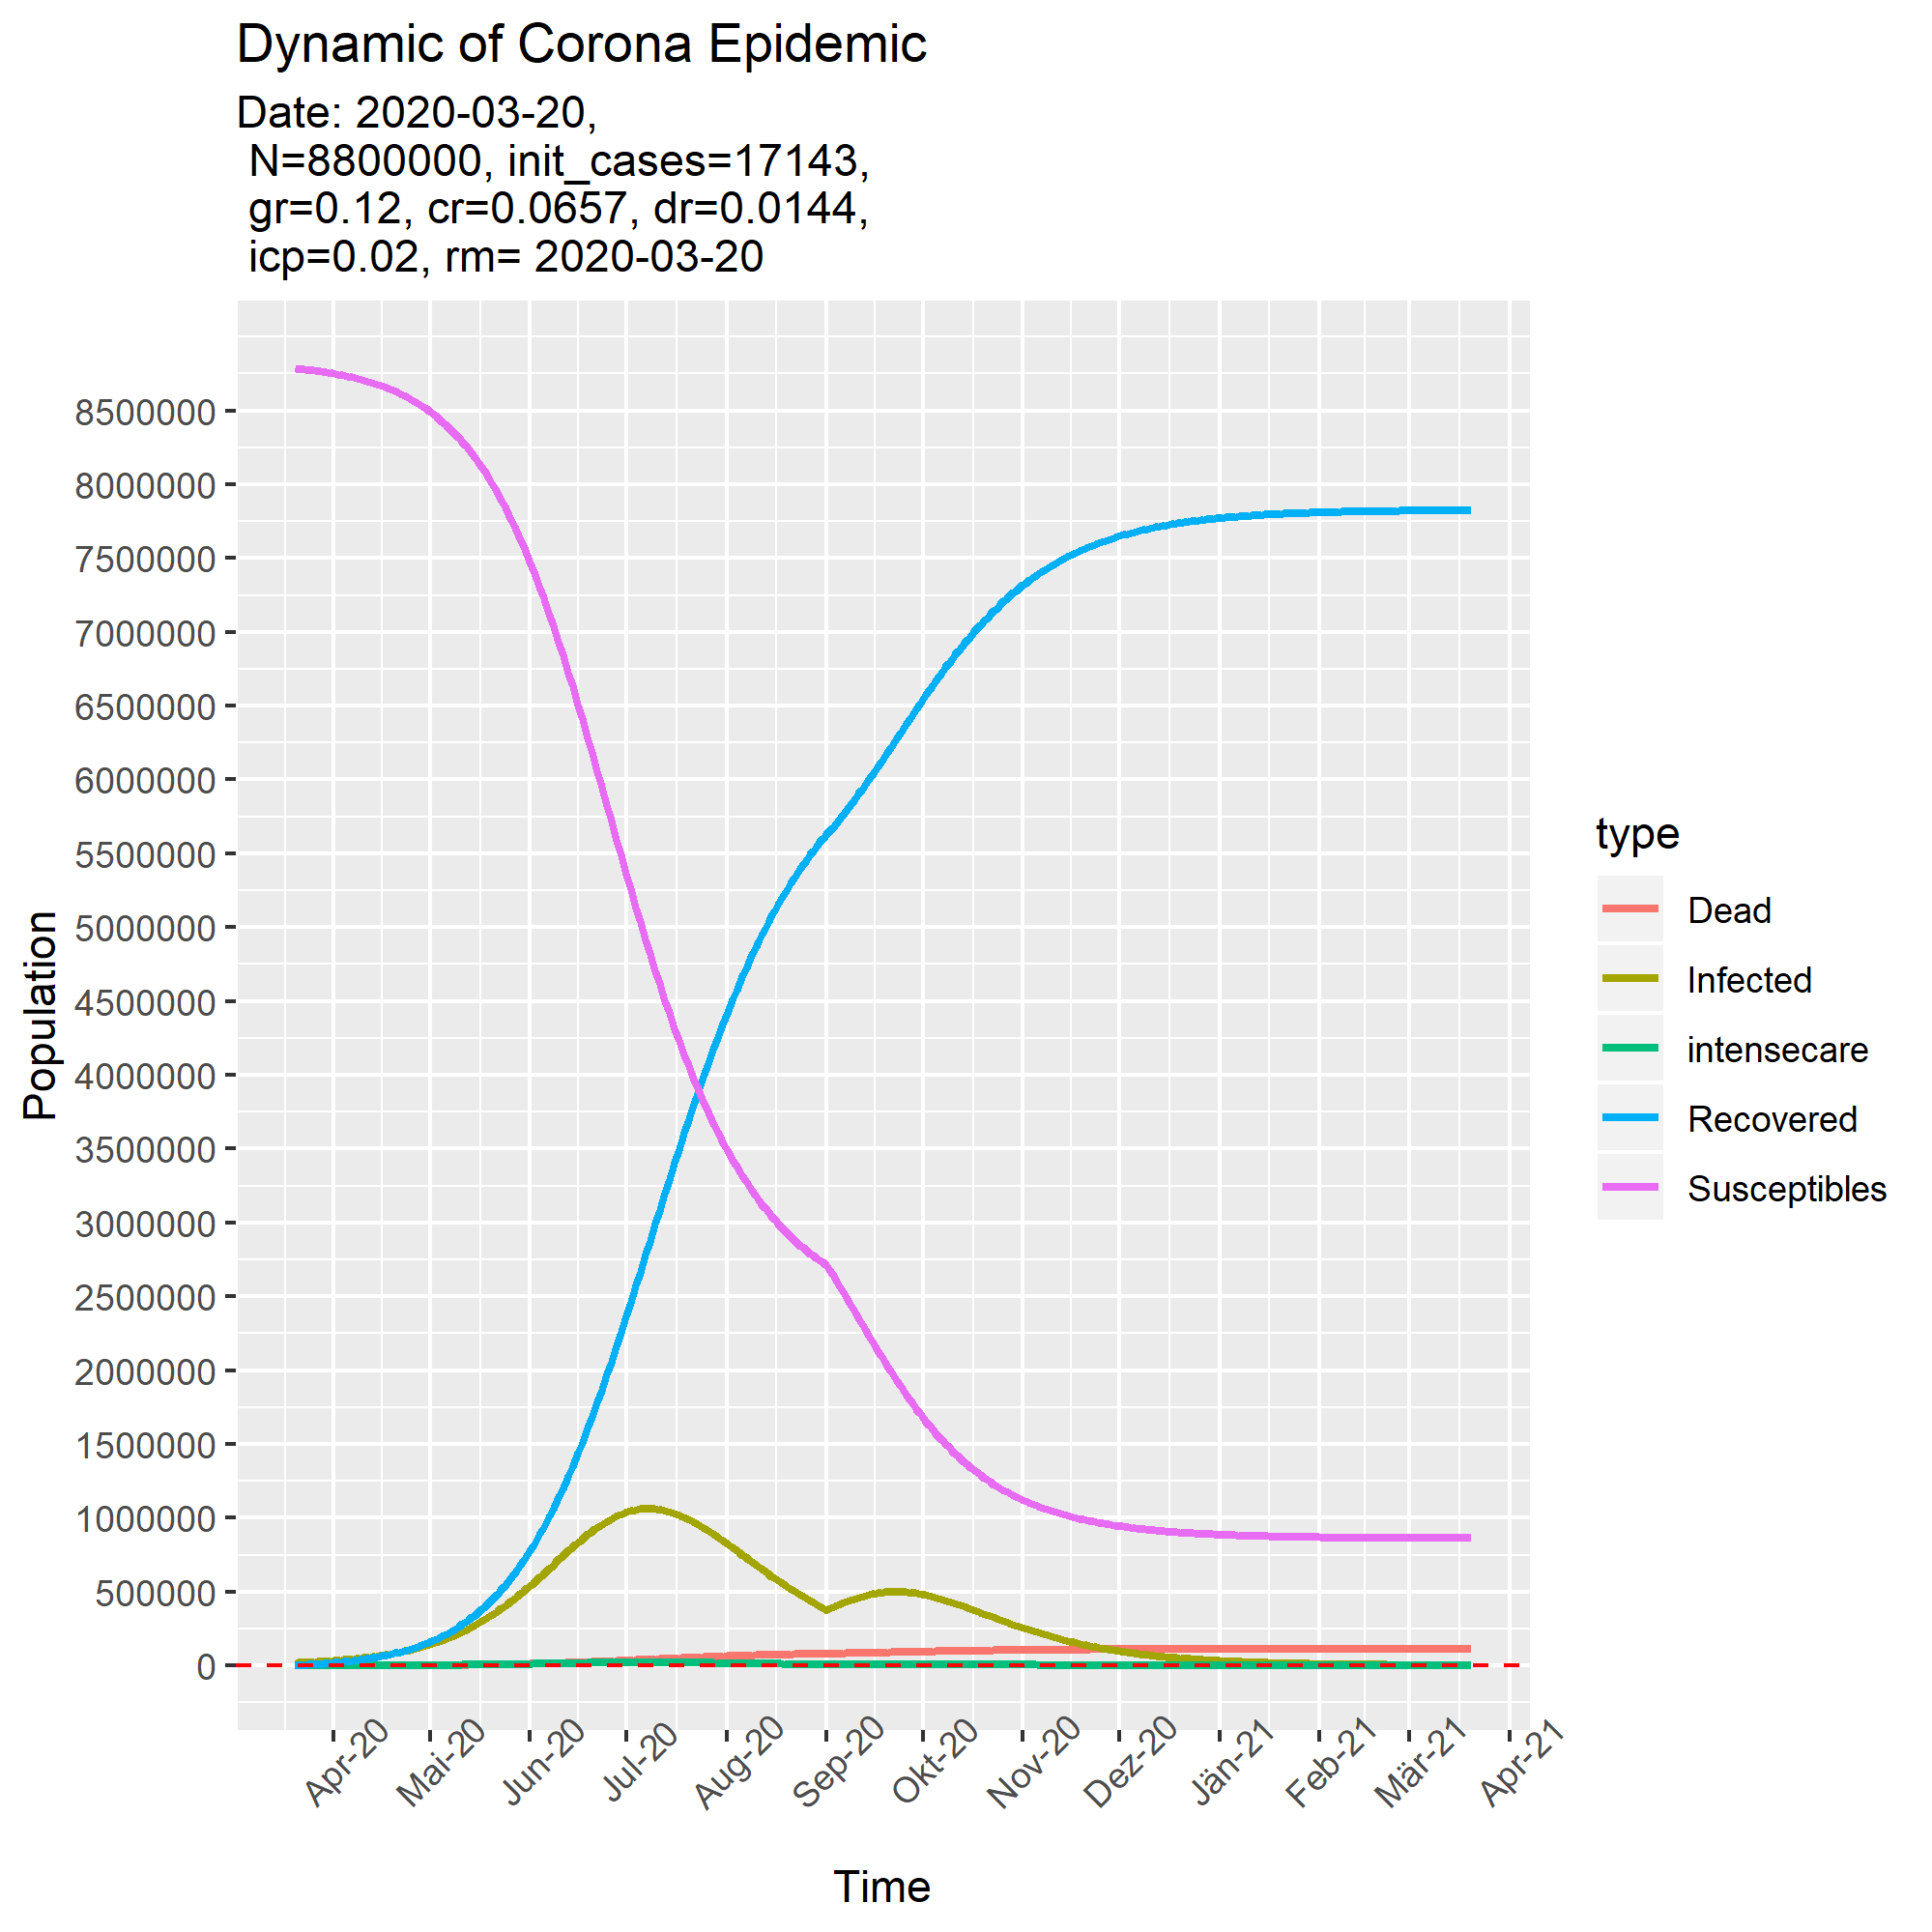 Dynamic of Corona Epidemic
Date: 2020-03-20,
N=8800000, init_cases=17143,
gr=0.12, cr=0.0657, dr=0.0144,
icp=0.02, rm= 2020-03-20
8500000
8000000
7500000
7000000
6500000
6000000
5500000
5000000
4500000
4000000
3500000
3000000
2500000
2000000
1500000
1000000
500000
0
Population
Apr-20
Mai-20
Jun-20
Jul-20
Aug-20
Sep-20
Okt-20
Nov-20
Dez-20
Jän-21
Feb-21
Mär-21
Apr-21
Time
type
Dead
Infected
intensecare
Recovered
Susceptibles